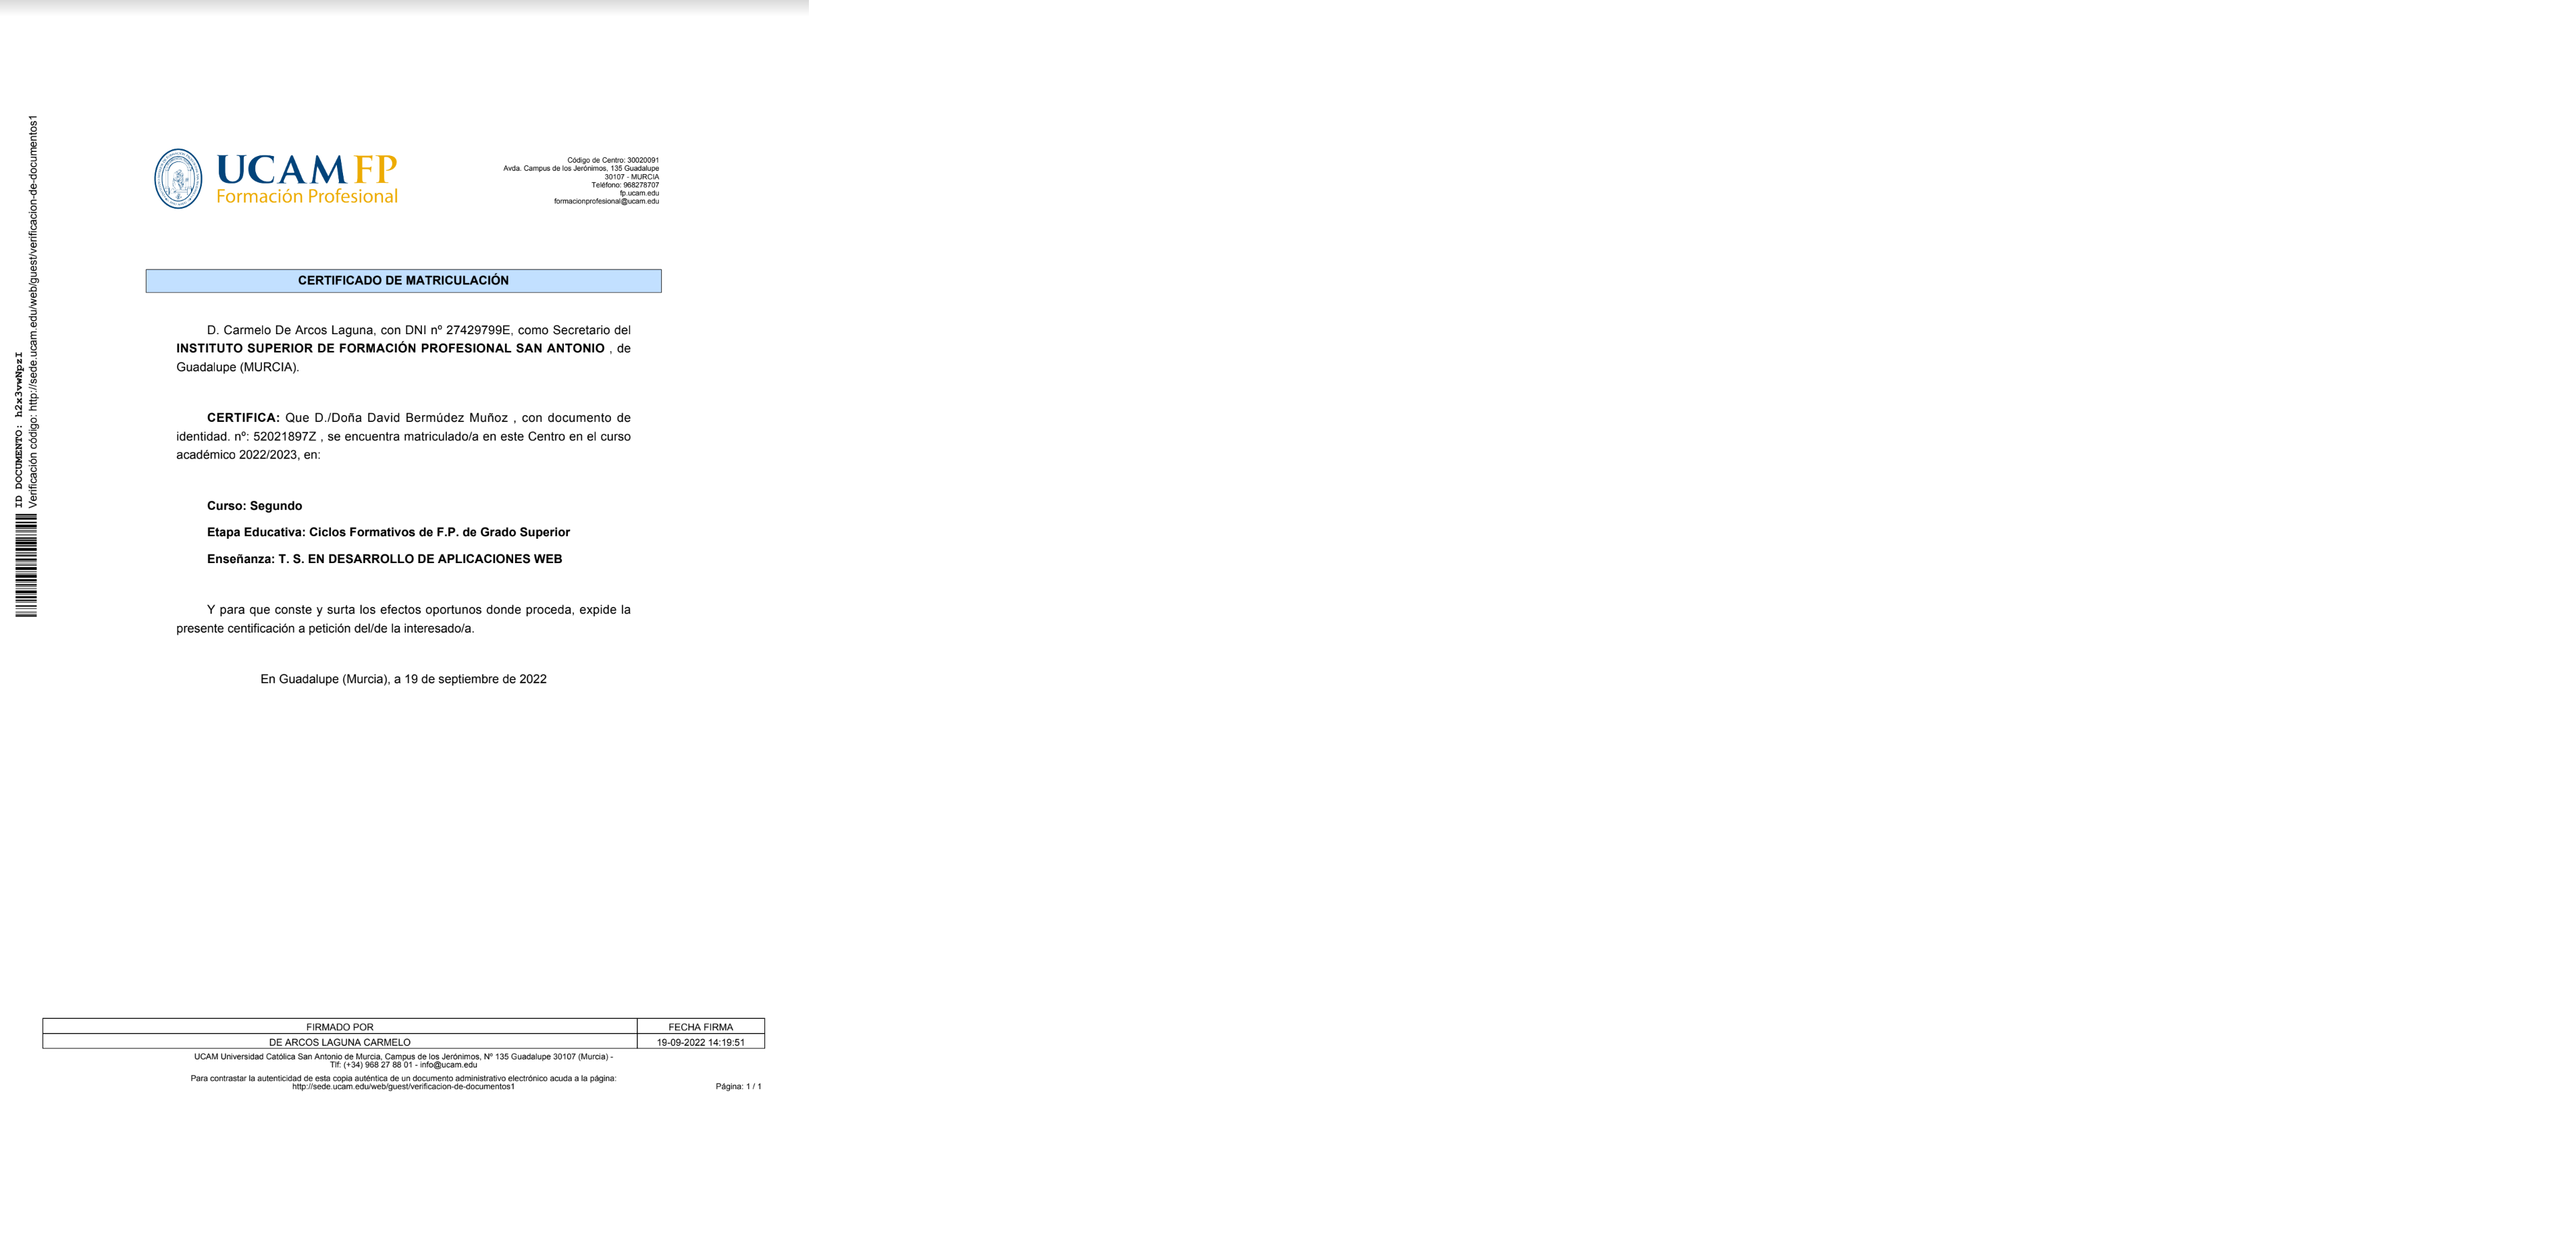 UCAM FP
Formación Profesional
Código de Centro: 30020091
Avda. Campus de los Jerónimos, 135 Guadalupe
30107 - MURCIA
Teléfono: 968278707
fp.ucam.edu
formacionprofesional@ucam.edu
CERTIFICADO DE MATRICULACIÓN
D. Carmelo De Arcos Laguna, con DNI nº 27429799E, como Secretario del
INSTITUTO SUPERIOR DE FORMACIÓN PROFESIONAL SAN ANTONIO , de
Guadalupe (MURCIA).
CERTIFICA: Que D./Doña David Bermúdez Muñoz , con documento de
identidad. nº: 52021897Z , se encuentra matriculado/a en este Centro en el curso
académico 2022/2023, en:
Curso: Segundo
Etapa Educativa: Ciclos Formativos de F.P. de Grado Superior
Enseñanza: T. S. EN DESARROLLO DE APLICACIONES WEB
Y para que conste y surta los efectos oportunos donde proceda, expide la
presente certificación a petición del/de la interesado/a.
En Guadalupe (Murcia), a 19 de septiembre de 2022
ID DOCUMENTO: h2x3vwNpzI
Verificación código: http://sede.ucam.edu/web/guest/verificacion-de-documentos1
FIRMADO POR
FECHA FIRMA
DE ARCOS LAGUNA CARMELO
19-09-2022 14:19:51
UCAM Universidad Católica San Antonio de Murcia, Campus de los Jerónimos, Nº 135 Guadalupe 30107 (Murcia) -
Tlf: (+34) 968 27 88 01 - info@ucam.edu
Para contrastar la autenticidad de esta copia auténtica de un documento administrativo electrónico acuda a la página:
http://sede.ucam.edu/web/guest/verificacion-de-documentos1
Página: 1 / 1